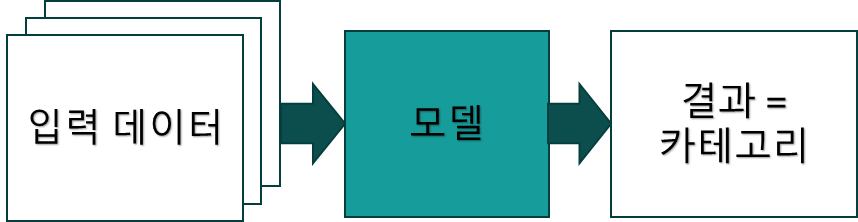 입력 데이터
모델
결과 =
카테고리